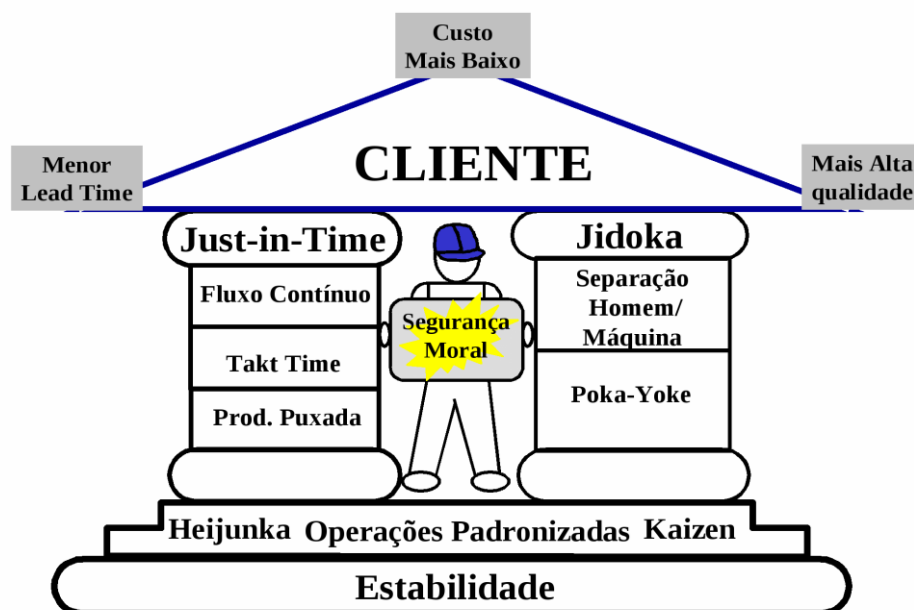 Custo
Mais Baixo
CLIENTE
Menor
Lead Time
Mais Alta
qualidade
Just-in-Time
Fluxo Contínuo
Takt Time
Prod. Puxada
Segurança
Moral
Jidoka
Separação
Homem/
Máquina
Poka-Yoke
Heijunka Operações Padronizadas Kaizen
Estabilidade